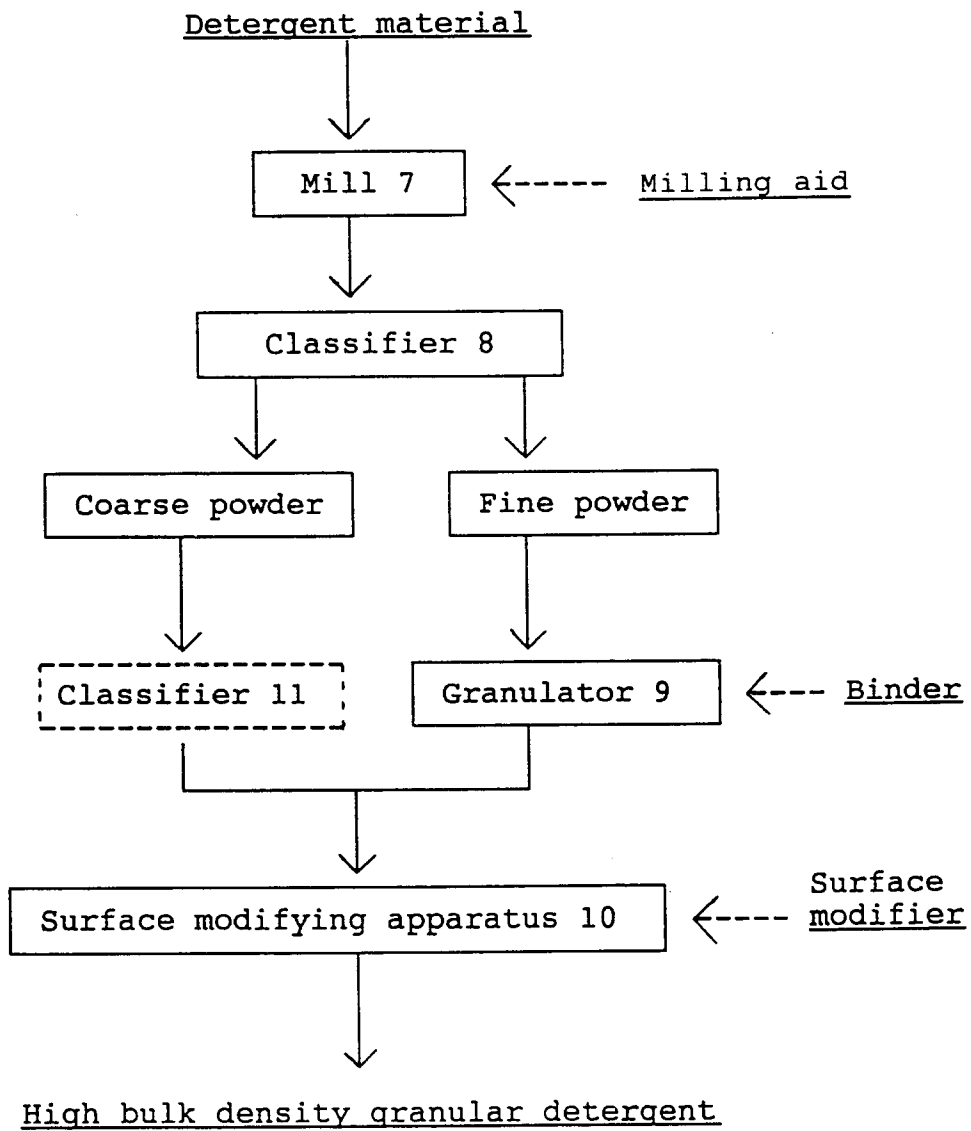 Detergent material
Mill 7
Milling aid
Classifier 8
Coarse powder
Fine powder
Classifier 11
Granulator 9
Binder
Surface modifying apparatus 10
Surface
modifier
High bulk density granular detergent